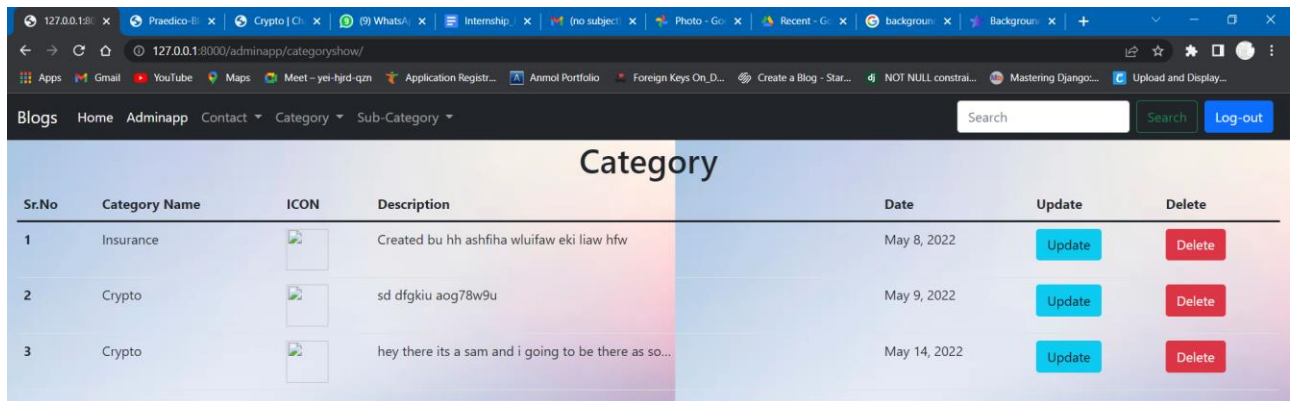 127.0.0.1:80 Praedico-Bl Crypto | Ch (9) WhatsA Internship_ (no subject) Photo - Go Recent - Go backgroun Backgroun
127.0.0.1:8000/adminapp/categoryshow/
Apps Gmail YouTube Maps Meet – yei-hjrd-qzn Application Registr... Anmol Portfolio Foreign Keys On_D... Create a Blog - Star... NOT NULL constrai... Mastering Django:... Upload and Display...
Blogs Home Adminapp Contact Category Sub-Category Search Search Log-out
Category
Sr.No Category Name ICON Description Date Update Delete
1 Insurance Created bu hh ashfiha wluifaw eki liaw hfw May 8, 2022 Update Delete
2 Crypto sd dfgkiu aog78w9u May 9, 2022 Update Delete
3 Crypto hey there its a sam and i going to be there as so... May 14, 2022 Update Delete